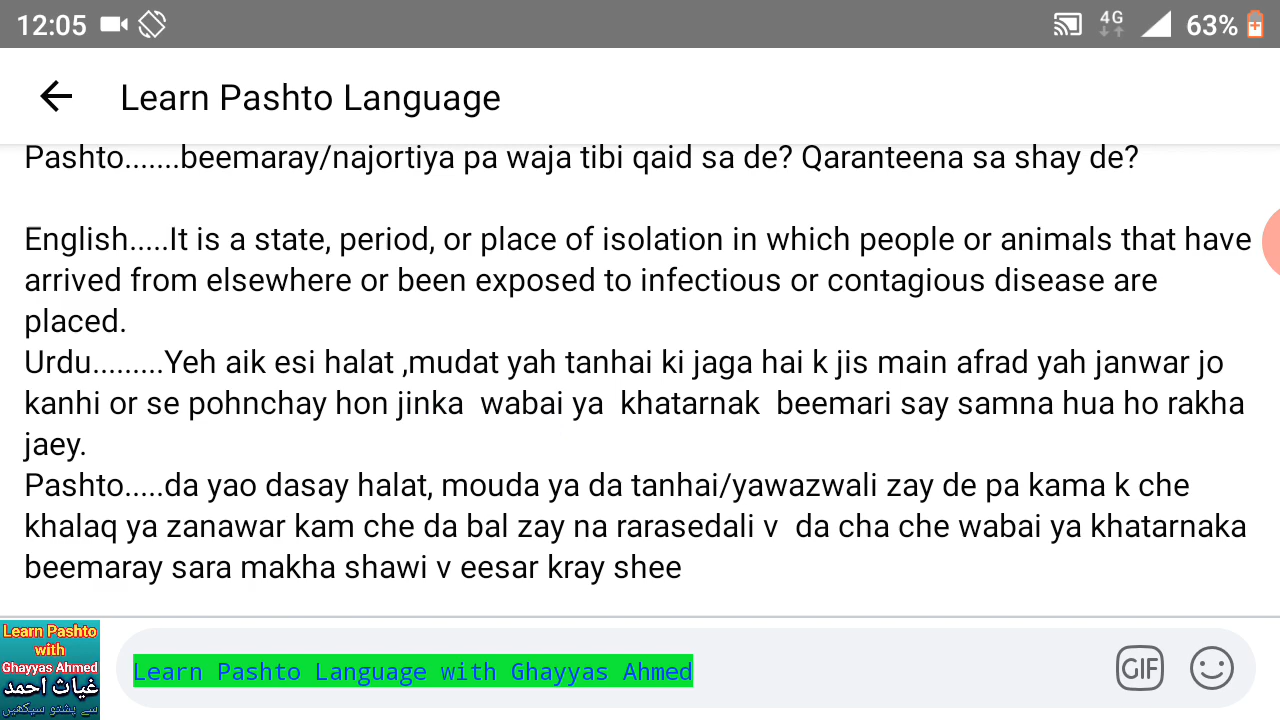 12:05
4G
63%
Learn Pashto Language
Pashto.......beemaray/najortiya pa waja tibi qaid sa de? Qaranteena sa shay de?
English.....It is a state, period, or place of isolation in which people or animals that have
arrived from elsewhere or been exposed to infectious or contagious disease are
placed.
Urdu.........Yeh aik esi halat ,mudat yah tanhai ki jaga hai k jis main afrad yah janwar jo
kanhi or se pohnchay hon jinka  wabai ya  khatarnak  beemari say samna hua ho rakha
jaey.
Pashto.....da yao dasay halat, mouda ya da tanhai/yawazwali zay de pa kama k che
khalaq ya zanawar kam che da bal zay na rarasedali v  da cha che wabai ya khatarnaka
beemaray sara makha shawi v eesar kray shee
Learn Pashto
with
Ghayyas Ahmed
غیاث احمد
سے پشتو سیکھیں
Learn Pashto Language with Ghayyas Ahmed
GIF